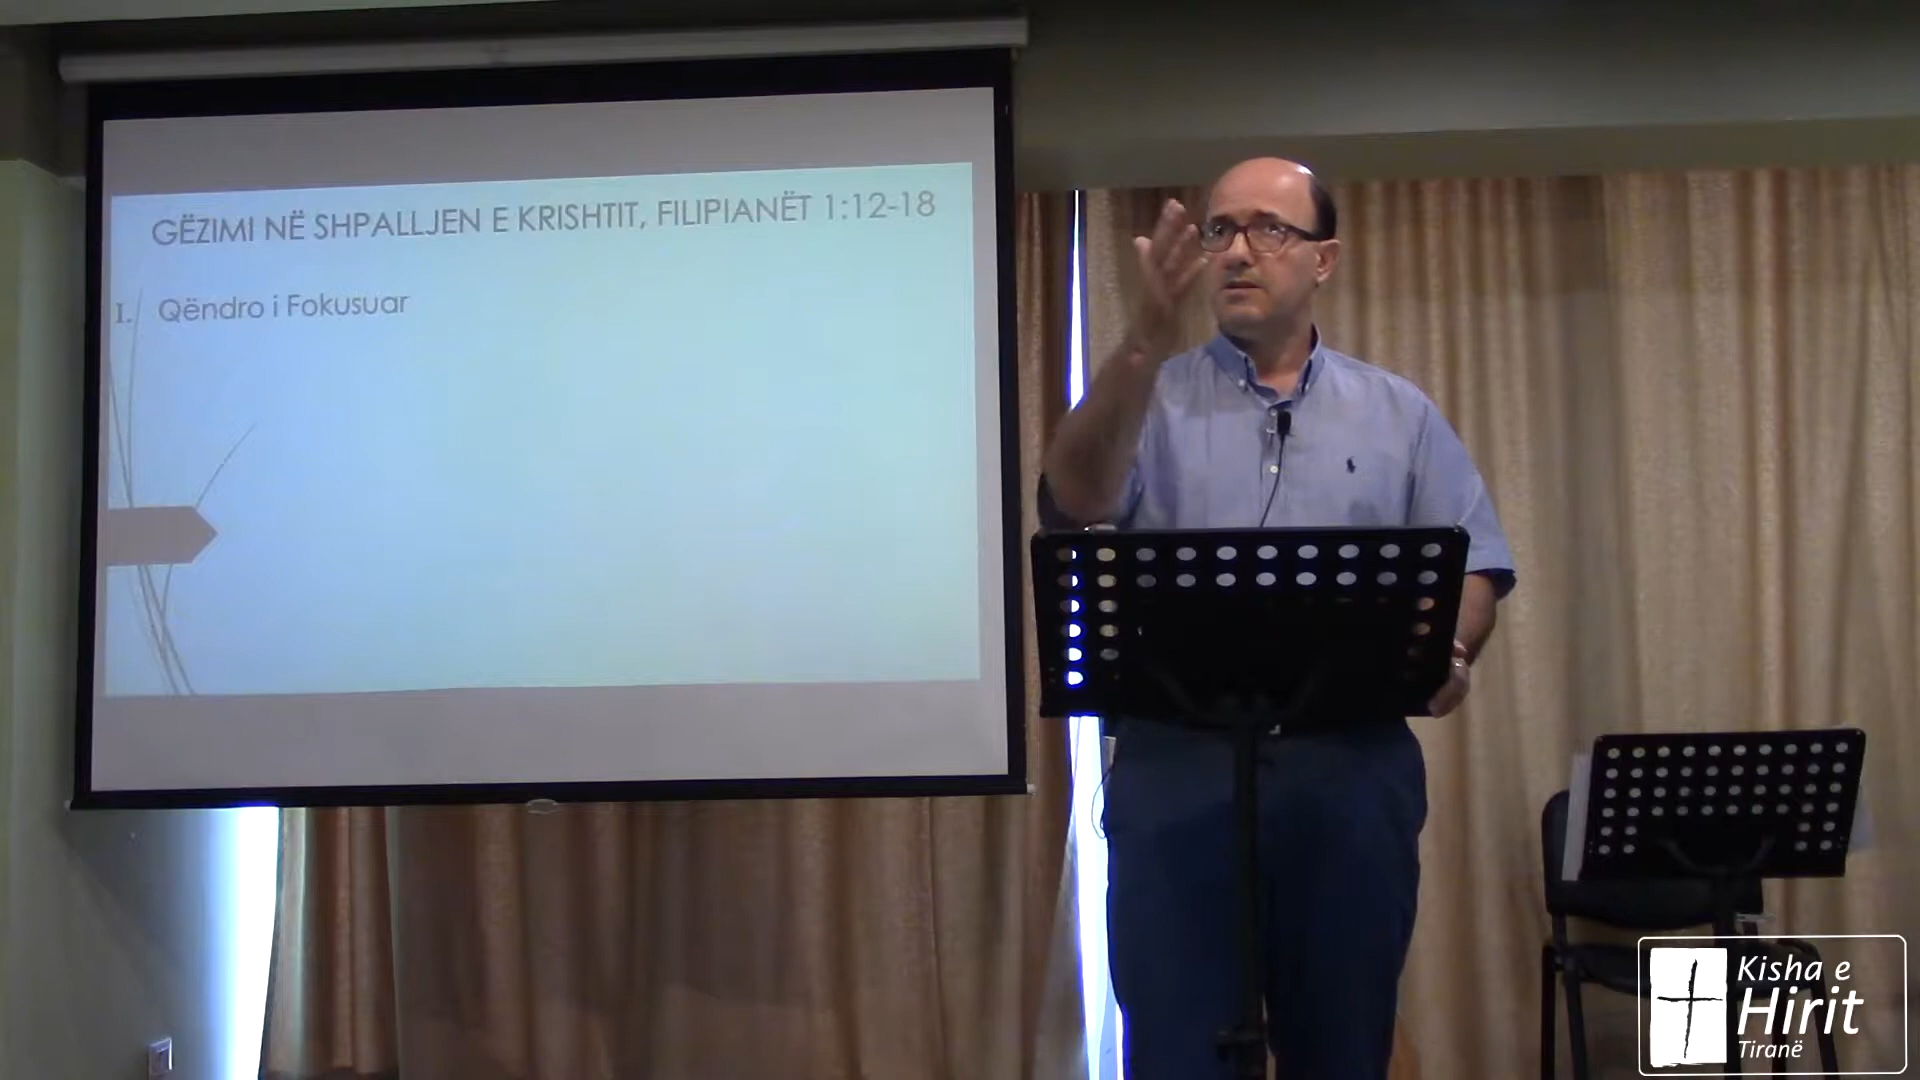 GËZIMI NË SHPALLJEN E KRISHTIT, FILIPIANËT 1:12-18
I. Qëndro i Fokusuar
Kisha e
Hirit
Tiranë